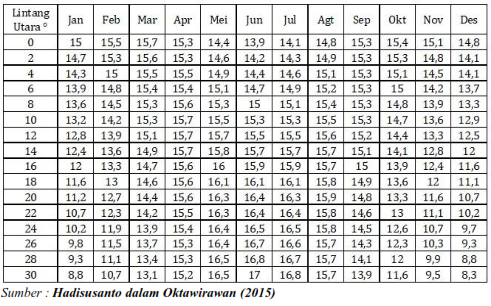 Lintang Utara ° Jan Feb Mar Apr Mei Jun Jul Agt Sep Okt Nov Des
0 15 15,5 15,7 15,3 14,4 13,9 14,1 14,8 15,3 15,4 15,1 14,8
2 14,7 15,3 15,6 15,3 14,6 14,2 14,3 14,9 15,3 15,3 14,8 14,1
4 14,3 15 15,5 15,5 14,9 14,4 14,6 15,1 15,3 15,1 14,5 14,1
6 13,9 14,8 15,4 15,4 15,1 14,7 14,9 15,2 15,3 15 14,2 13,7
8 13,6 14,5 15,3 15,6 15,3 15 15,1 15,4 15,3 14,8 13,9 13,3
10 13,2 14,2 15,3 15,7 15,5 15,3 15,3 15,5 15,3 14,7 13,6 12,9
12 12,8 13,9 15,1 15,7 15,7 15,5 15,5 15,6 15,2 14,4 13,3 12,5
14 12,4 13,6 14,9 15,7 15,8 15,7 15,7 15,7 15,1 14,1 12,8 12
16 12 13,3 14,7 15,6 16 15,9 15,9 15,7 15 13,9 12,4 11,6
18 11,6 13 14,6 15,6 16,1 16,1 16,1 15,8 14,9 13,6 12 11,1
20 11,2 12,7 14,4 15,6 16,3 16,4 16,3 15,8 14,8 13,3 11,6 10,7
22 10,7 12,3 14,2 15,5 16,3 16,4 16,4 15,8 14,6 13 11,1 10,2
24 10,2 11,9 13,9 15,4 16,4 16,5 16,5 15,8 14,5 12,6 10,7 9,7
26 9,8 11,5 13,7 15,3 16,4 16,7 16,6 15,7 14,3 12,3 10,3 9,3
28 9,3 11,1 13,4 15,3 16,5 16,8 16,7 15,7 14,1 12 9,9 8,8
30 8,8 10,7 13,1 15,2 16,5 17 16,8 15,7 13,9 11,6 9,5 8,3
Sumber : Hadisusanto dalam Oktawirawan (2015)